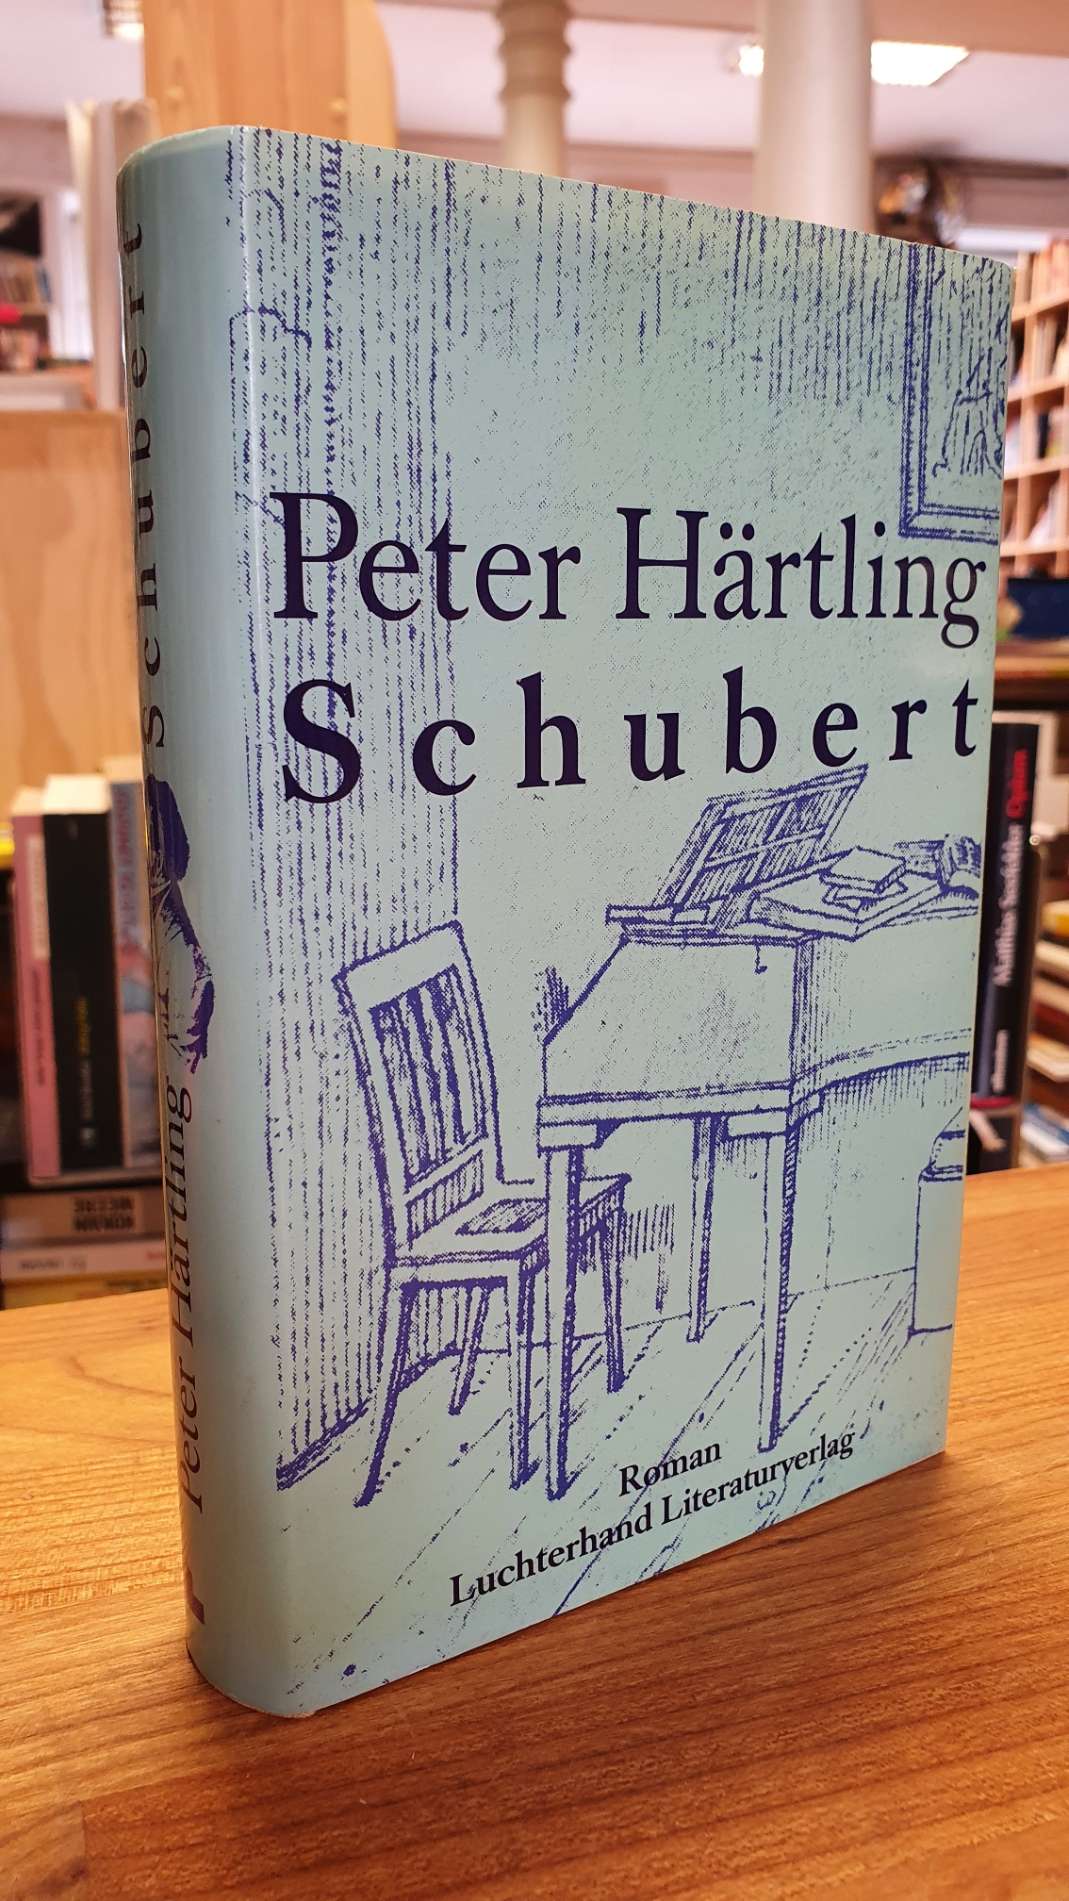 Peter Härtling
Schubert
Roman
Luchterhand Literaturverlag
Peter Härtling Schubert